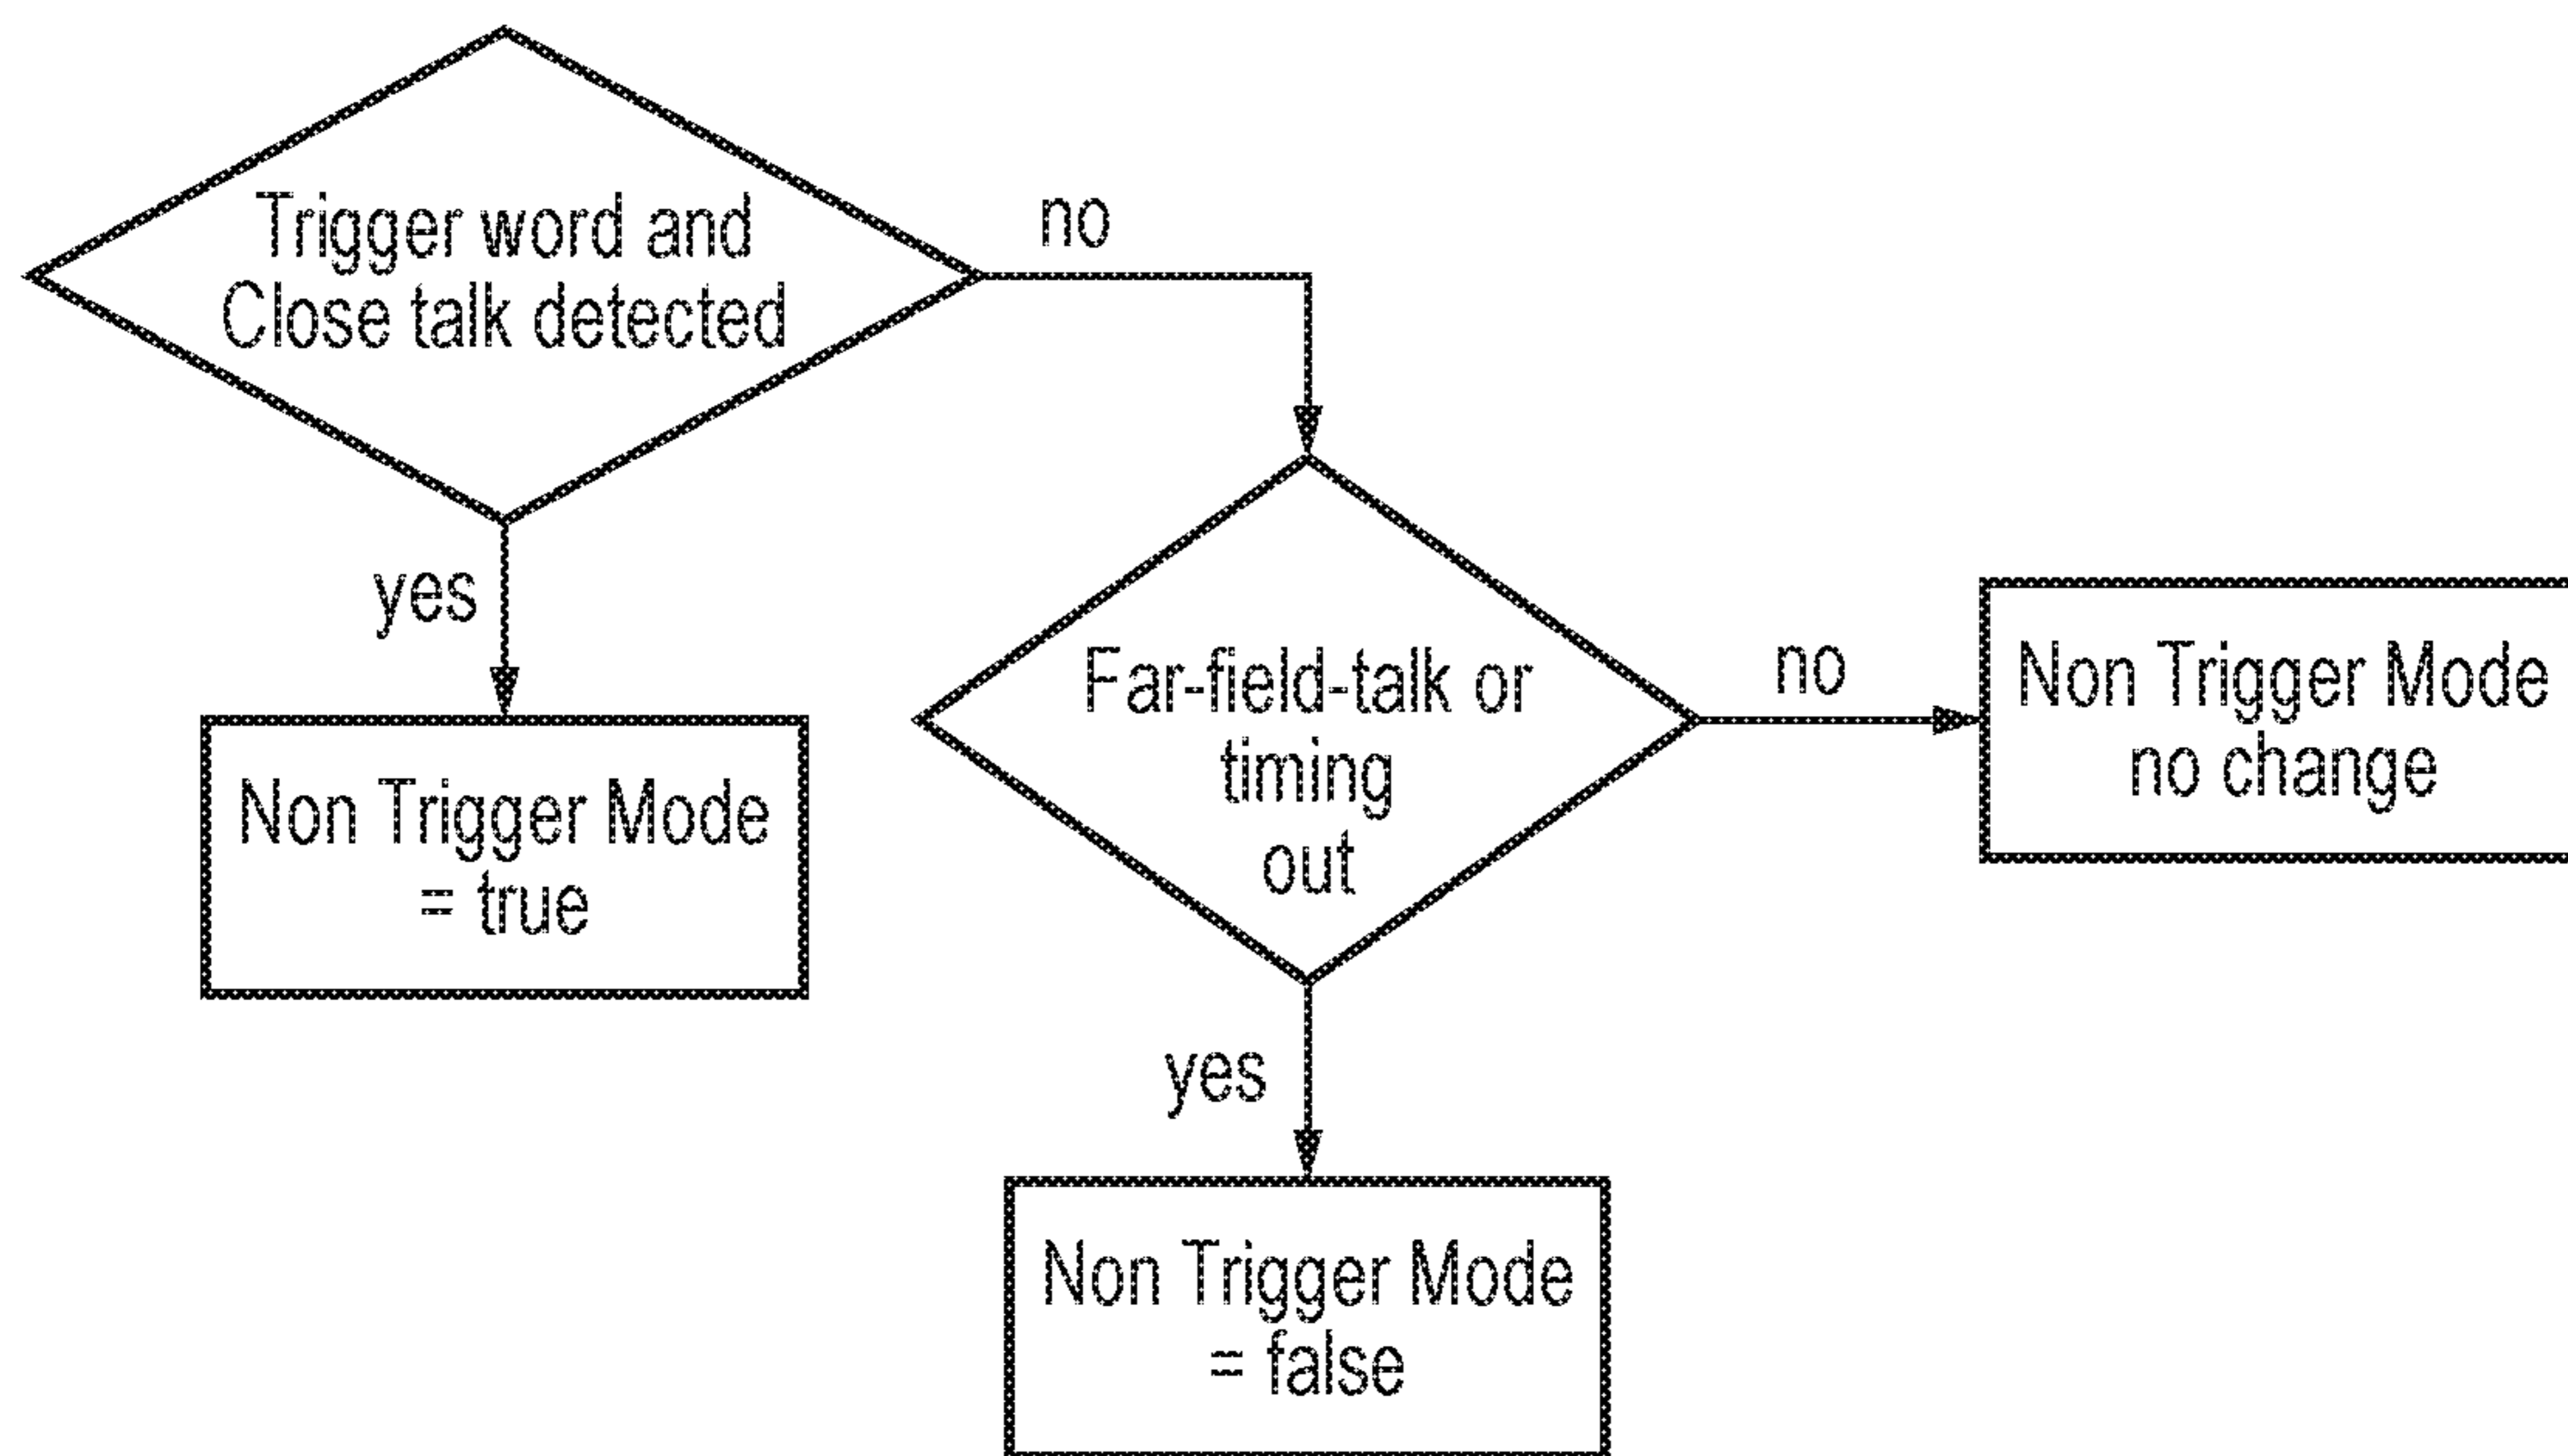 Trigger word and
Close talk detected
no
yes
Non Trigger Mode
= true
Far-field-talk or
timing
out
no
Non Trigger Mode
no change
yes
Non Trigger Mode
= false